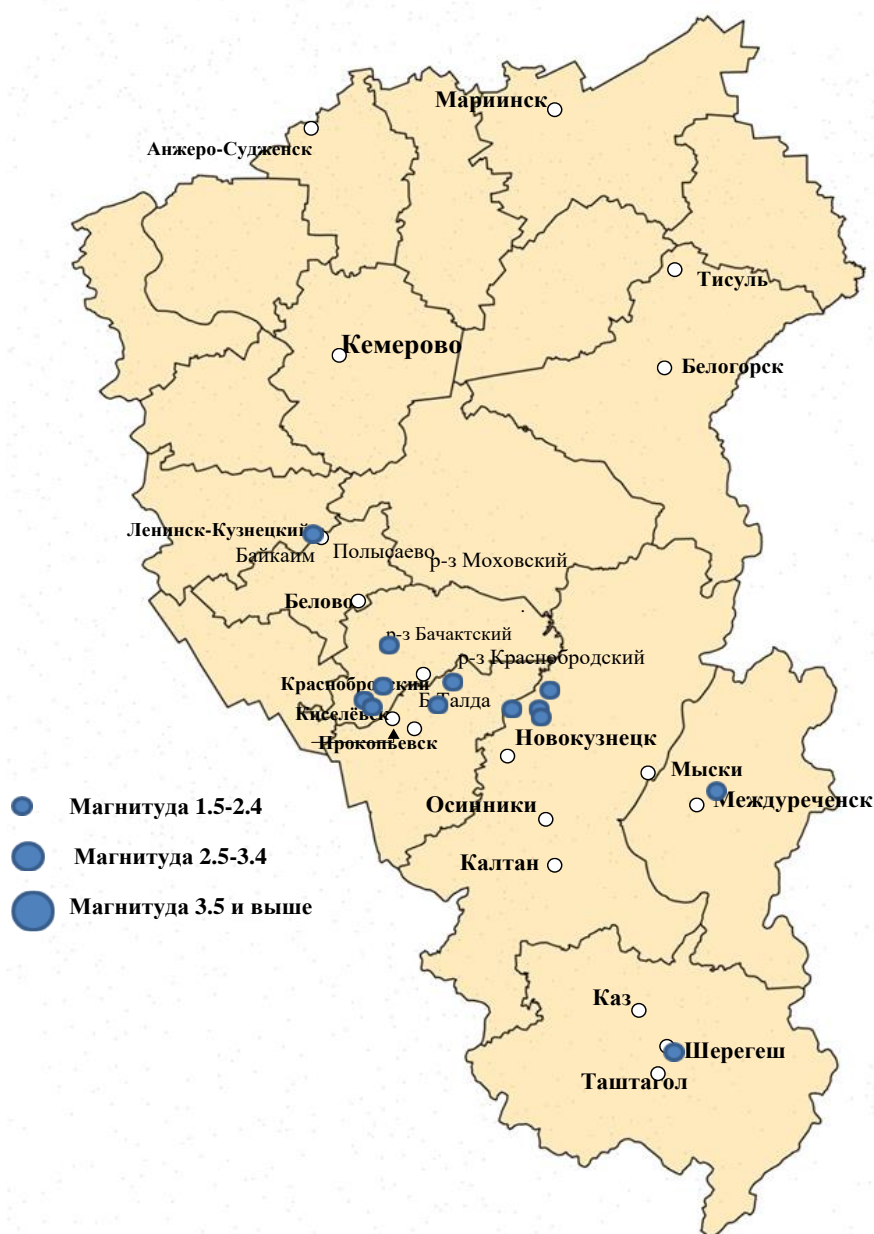 Мариинск
Анжеро-Судженск
Тисуль
Кемерово
Белогорск
Ленинск-Кузнецкий
Байкаим
Полысаево
р-з Моховский
Белово
р-з Бачактский
р-з Краснобродский
Краснобродский
Б-Талда
Киселёвск
Прокопьевск
Новокузнецк
Мыски
Междуреченск
Осинники
Калтан
Магнитуда 1.5-2.4
Магнитуда 2.5-3.4
Магнитуда 3.5 и выше
Каз
Шерегеш
Таштагол